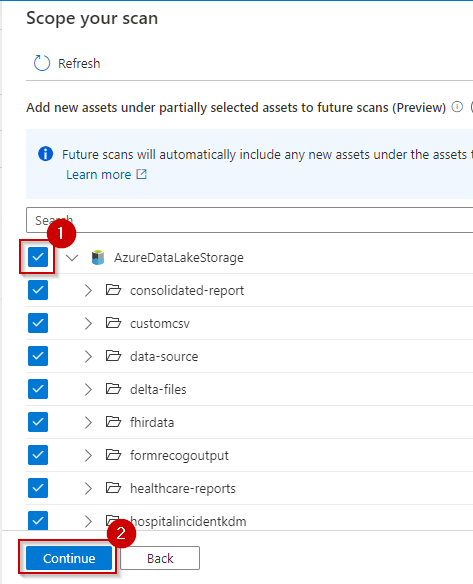 Scope your scan
Refresh
Add new assets under partially selected assets to future scans (Preview)
Future scans will automatically include any new assets under the assets
Learn more
1
AzureDataLakeStorage
consolidated-report
customcsv
data-source
delta-files
fhirdata
formrecogoutput
healthcare-reports
hospitalincidentkdm
2
Continue Back